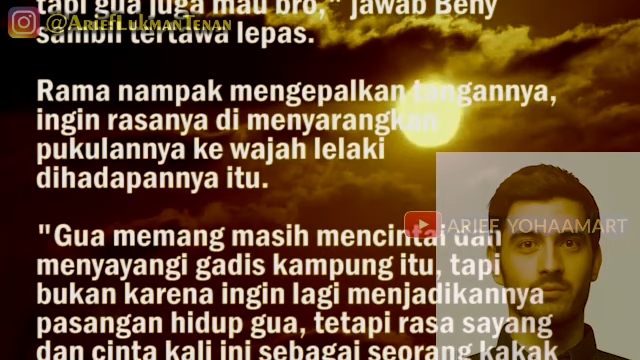 tapi gua juga mau bro," jawab Beny
@AriefLukmanTenan
sambil tertawa lepas.
Rama nampak mengepalkan tangannya,
ingin rasanya di menyarangkan
pukulannya ke wajah lelaki
dihadapannya itu.
ARIEF YOHAAMART
"Gua memang masih mencintai dan
menyayangi gadis kampung itu, tapi
bukan karena ingin lagi menjadikannya
pasangan hidup gua, tetapi rasa sayang
dan cinta kali ini sebagai seorang kakak